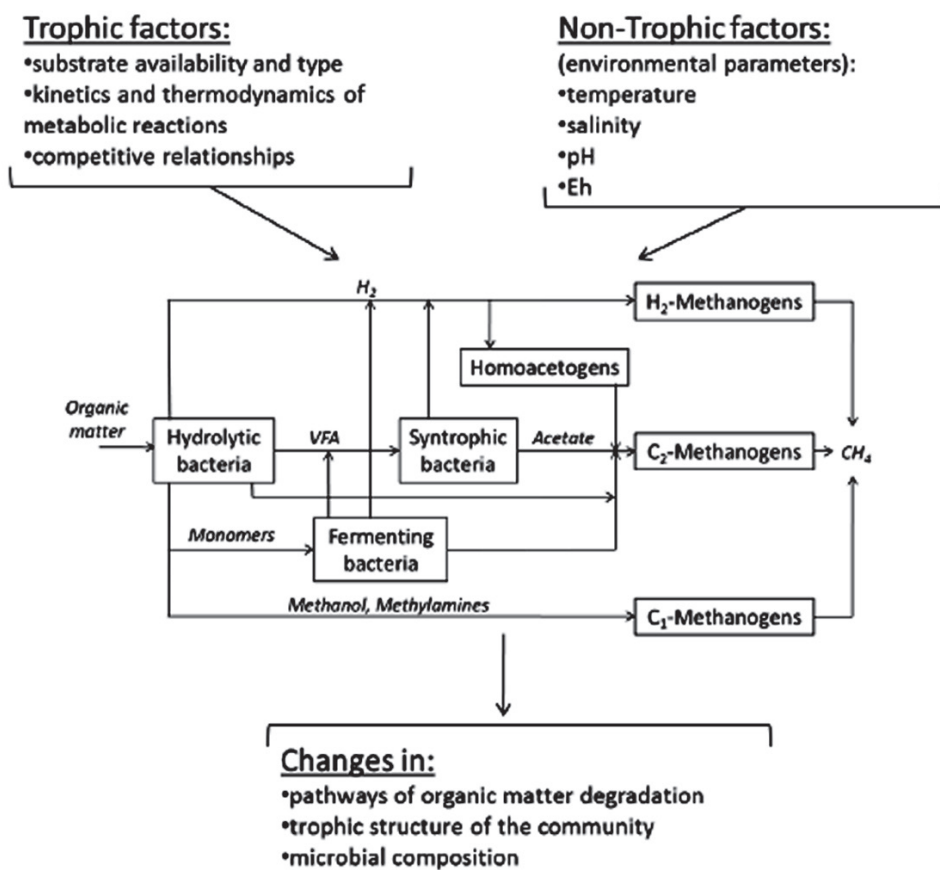 Trophic factors:
•substrate availability and type
•kinetics and thermodynamics of
metabolic reactions
•competitive relationships
Non-Trophic factors:
(environmental parameters):
•temperature
•salinity
•pH
•Eh
H₂
H₂-Methanogens
Homoacetogens
Organic
matter
Hydrolytic
bacteria
VFA
Syntrophic
bacteria
Acetate
C₂-Methanogens
CH₄
Monomers
Fermenting
bacteria
Methanol, Methylamines
C₁-Methanogens
Changes in:
•pathways of organic matter degradation
•trophic structure of the community
•microbial composition